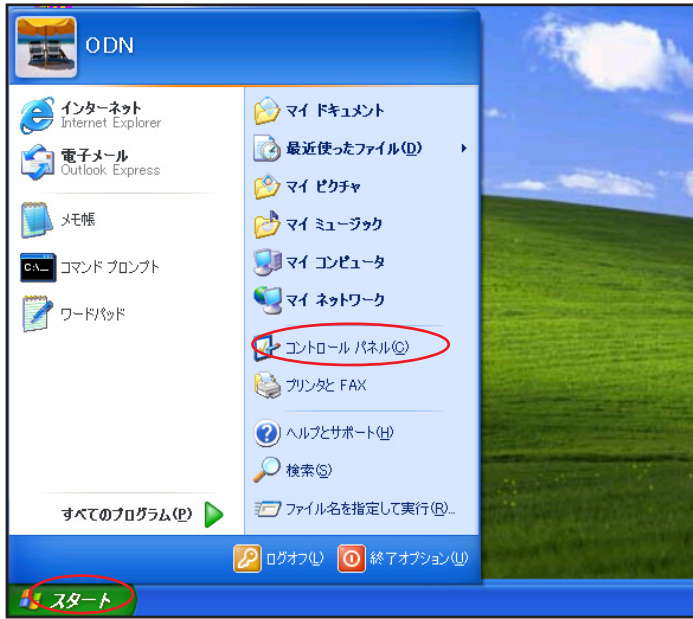 ODN
インターネット
Internet Explorer
電子メール
Outlook Express
メモ帳
C:\_
コマンド プロンプト
ワードパッド
すべてのプログラム(P)
マイ ドキュメント
最近使ったファイル(D)
マイ ピクチャ
マイ ミュージック
マイ コンピュータ
マイ ネットワーク
コントロール パネル(C)
プリンタと FAX
ヘルプとサポート(H)
検索(S)
ファイル名を指定して実行(R)...
ログオフ(L)
終了オプション(U)
スタート